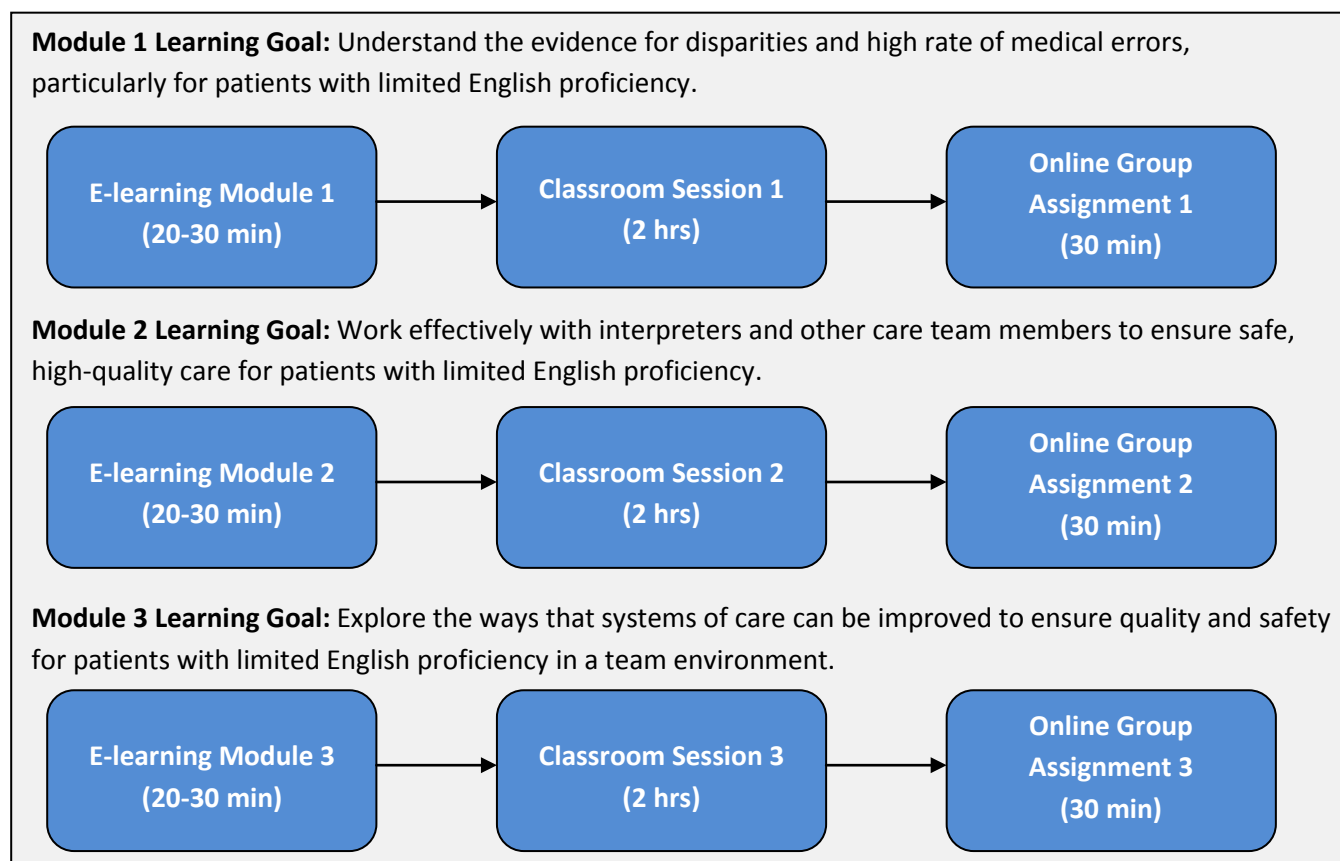 Module 1 Learning Goal: Understand the evidence for disparities and high rate of medical errors,
particularly for patients with limited English proficiency.
E-learning Module 1
(20-30 min)
Classroom Session 1
(2 hrs)
Online Group
Assignment 1
(30 min)
Module 2 Learning Goal: Work effectively with interpreters and other care team members to ensure safe,
high-quality care for patients with limited English proficiency.
E-learning Module 2
(20-30 min)
Classroom Session 2
(2 hrs)
Online Group
Assignment 2
(30 min)
Module 3 Learning Goal: Explore the ways that systems of care can be improved to ensure quality and safety
for patients with limited English proficiency in a team environment.
E-learning Module 3
(20-30 min)
Classroom Session 3
(2 hrs)
Online Group
Assignment 3
(30 min)